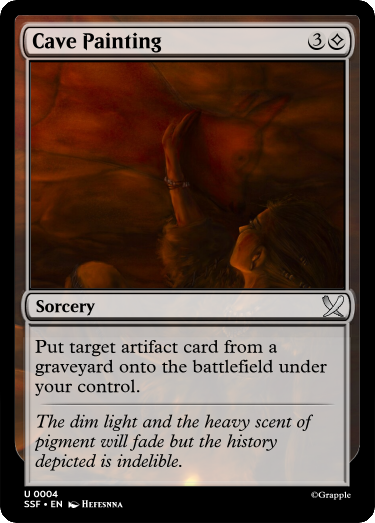 Cave Painting 3
Sorcery
Put target artifact card from a
graveyard onto the battlefield under
your control.
The dim light and the heavy scent of
pigment will fade but the history
depicted is indelible.
U 0004
SSF • EN Hefesnna
©Grapple